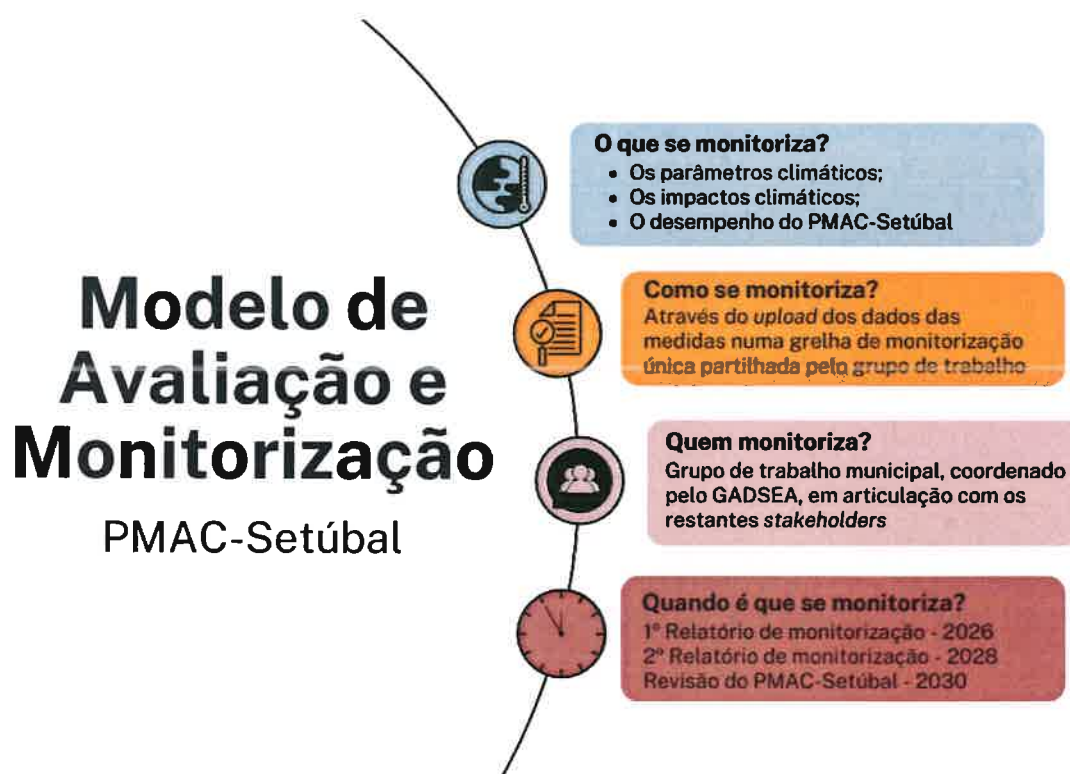 Modelo de
Avaliação e
Monitorização
PMAC-Setúbal
O que se monitoriza?
• Os parâmetros climáticos;
• Os impactos climáticos;
• O desempenho do PMAC-Setúbal
Como se monitoriza?
Através do upload dos dados das
medidas numa grelha de monitorização
única partilhada pelo grupo de trabalho
Quem monitoriza?
Grupo de trabalho municipal, coordenado
pelo GADSEA, em articulação com os
restantes stakeholders
Quando é que se monitoriza?
1º Relatório de monitorização - 2026
2º Relatório de monitorização - 2028
Revisão do PMAC-Setúbal - 2030